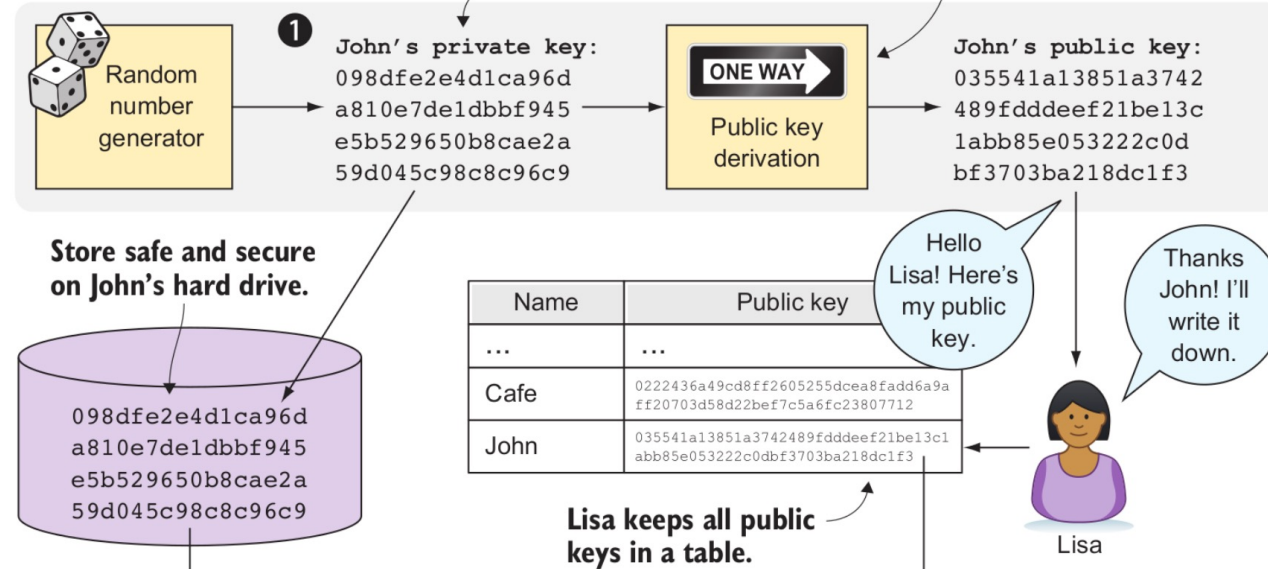 1
Random
number
generator
John's private key:
098dfe2e4d1ca96d
a810e7de1dbbf945
e5b529650b8cae2a
59d045c98c8c96c9
ONE WAY
Public key
derivation
John's public key:
035541a13851a3742
489fdddeef21be13c
1abb85e053222c0d
bf3703ba218dc1f3
Store safe and secure
on John's hard drive.
098dfe2e4d1ca96d
a810e7de1dbbf945
e5b529650b8cae2a
59d045c98c8c96c9
Hello
Lisa! Here's
my public
key.
Thanks
John! I'll
write it
down.
Name Public key
... ...
Cafe 0222436a49cd8ff2605255dcea8fadd6a9a
ff20703d58d22bef7c5a6fc23807712
John 035541a13851a3742489fdddeef21be13c1
abb85e053222c0dbf3703ba218dc1f3
Lisa keeps all public
keys in a table.
Lisa